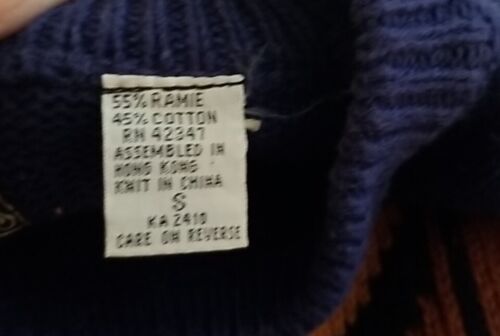 55% RAMIE
45% COTTON
RN 42347
ASSEMBLED IN
HONG KONG
KNIT IN CHINA
S
KA 2410
CARE ON REVERSE